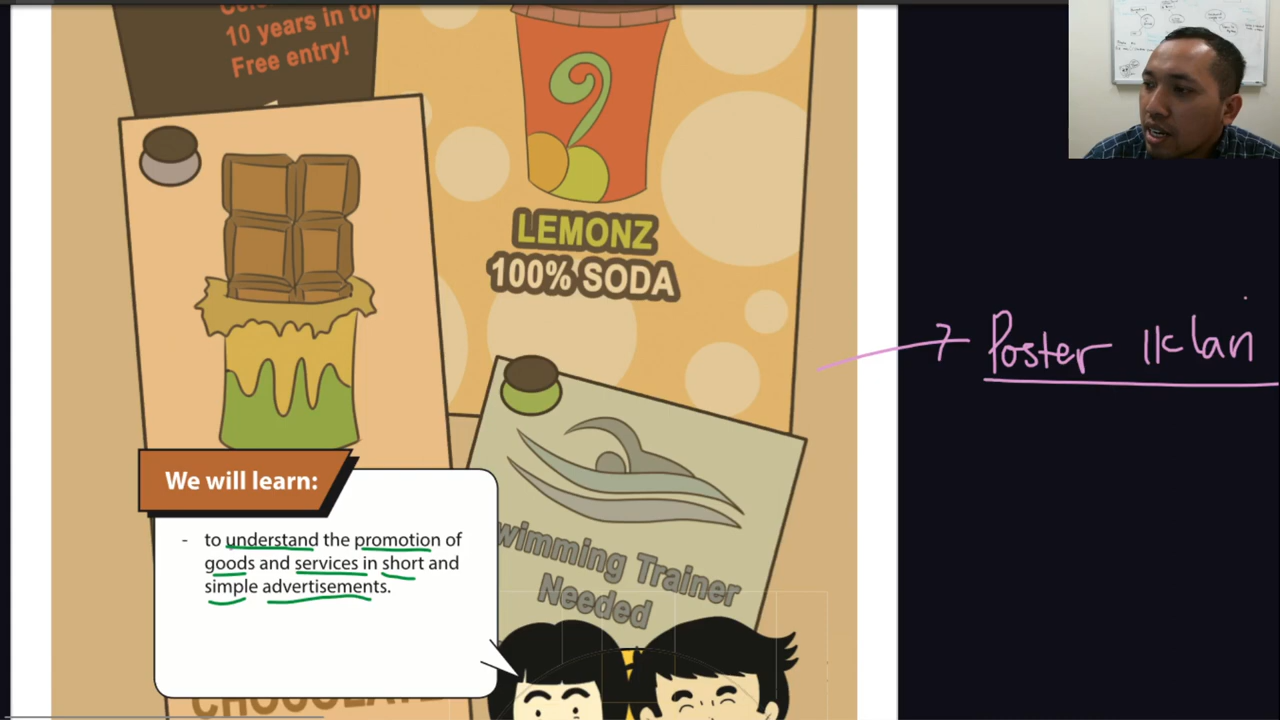 10 years in to
Free entry!
LEMONZ
100% SODA
Poster Iklan
We will learn:
- to understand the promotion of
goods and services in short and
simple advertisements.
wimming Trainer
Needed
CHOCOLATE